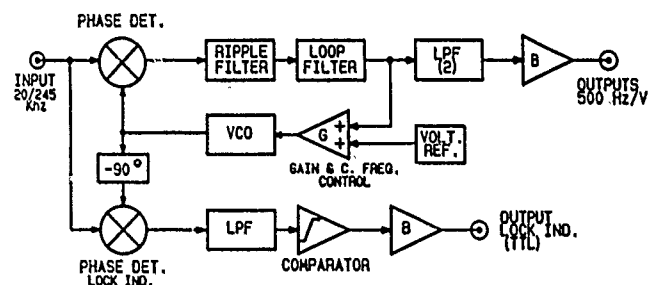 PHASE DET.
INPUT
20/245
Khz
RIPPLE
FILTER
LOOP
FILTER
LPF
(2)
B
OUTPUTS
500 Hz/V
VCO
G
+
+
VOLT.
REF.
GAIN & C. FREQ.
CONTROL
-90°
PHASE DET.
LOCK IND.
LPF
COMPARATOR
B
OUTPUT
LOCK IND.
(TTL)